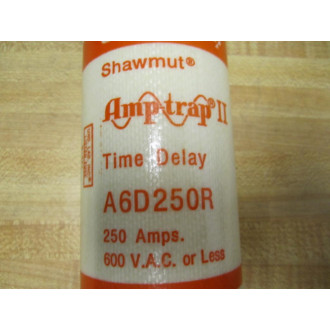 Shawmut®
Amp-trap® II
Time Delay
A6D250R
250 Amps.
600 V.A.C. or Less